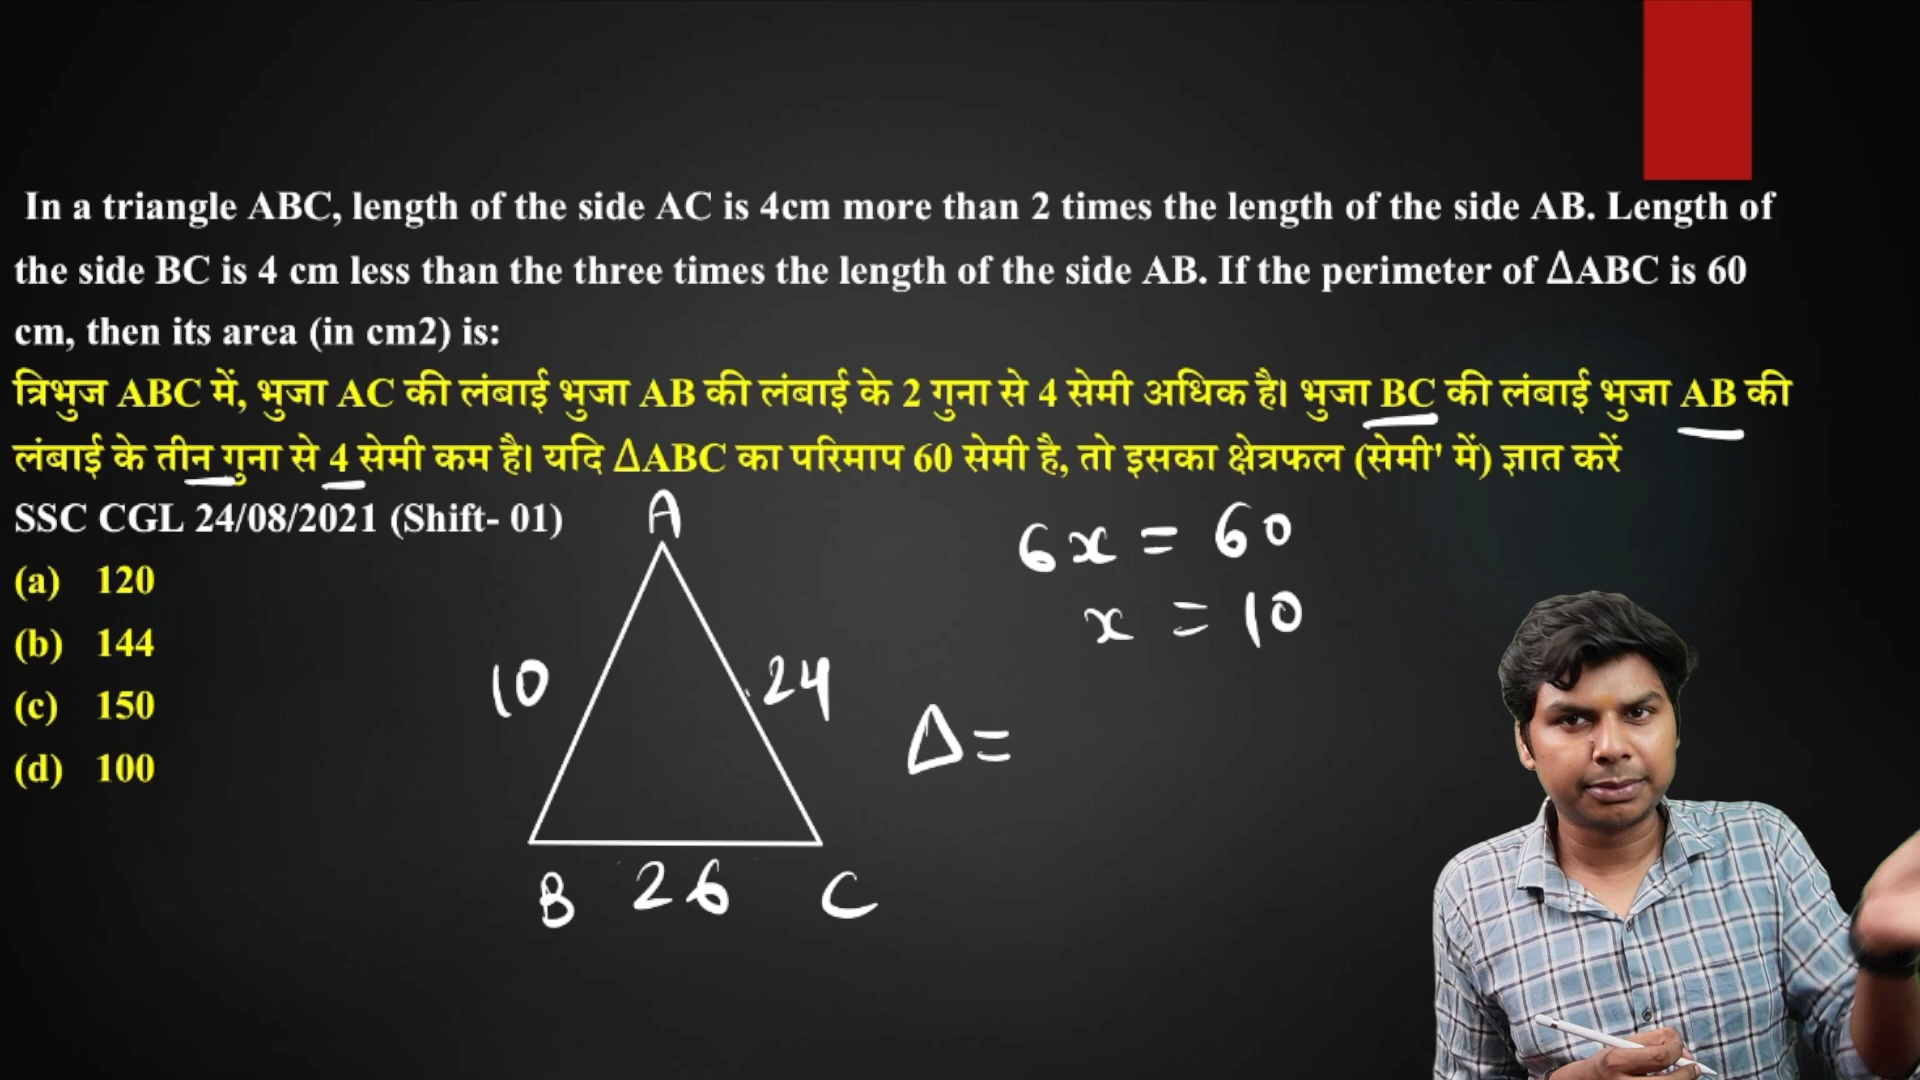 In a triangle ABC, length of the side AC is 4cm more than 2 times the length of the side AB. Length of
the side BC is 4 cm less than the three times the length of the side AB. If the perimeter of ΔABC is 60
cm, then its area (in cm2) is:
त्रिभुज ABC में, भुजा AC की लंबाई भुजा AB की लंबाई के 2 गुना से 4 सेमी अधिक है। भुजा BC की लंबाई भुजा AB की
लंबाई के तीन गुना से 4 सेमी कम है। यदि ΔABC का परिमाप 60 सेमी है, तो इसका क्षेत्रफल (सेमी' में) ज्ञात करें
SSC CGL 24/08/2021 (Shift- 01)
(a) 120
(b) 144
(c) 150
(d) 100
A
10
24
B 26 C
6x = 60
x = 10
Δ=